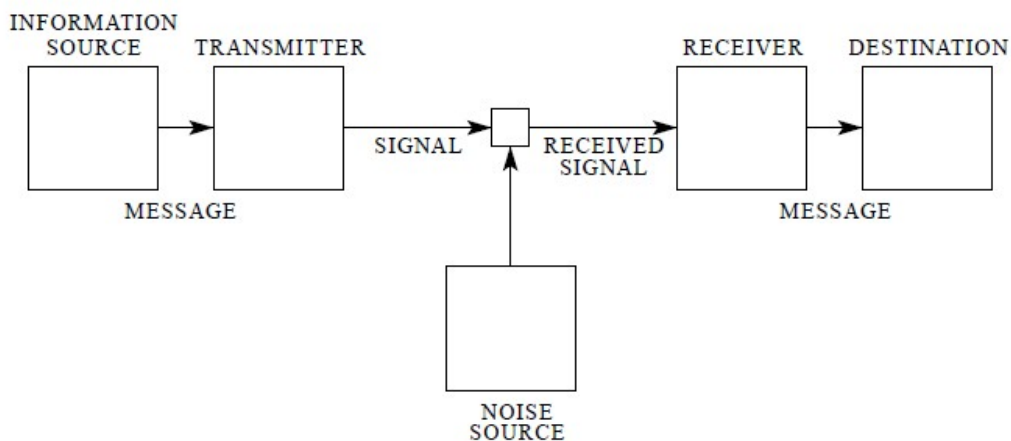 INFORMATION
SOURCE
TRANSMITTER
RECEIVER
DESTINATION
SIGNAL
RECEIVED
SIGNAL
MESSAGE
MESSAGE
NOISE
SOURCE